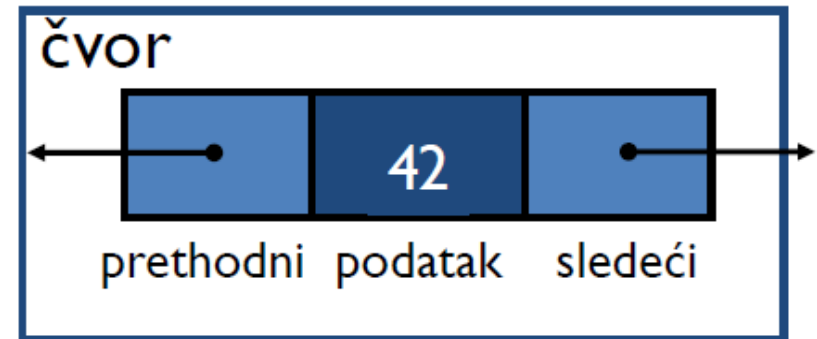 čvor
42
prethodni podatak sledeći